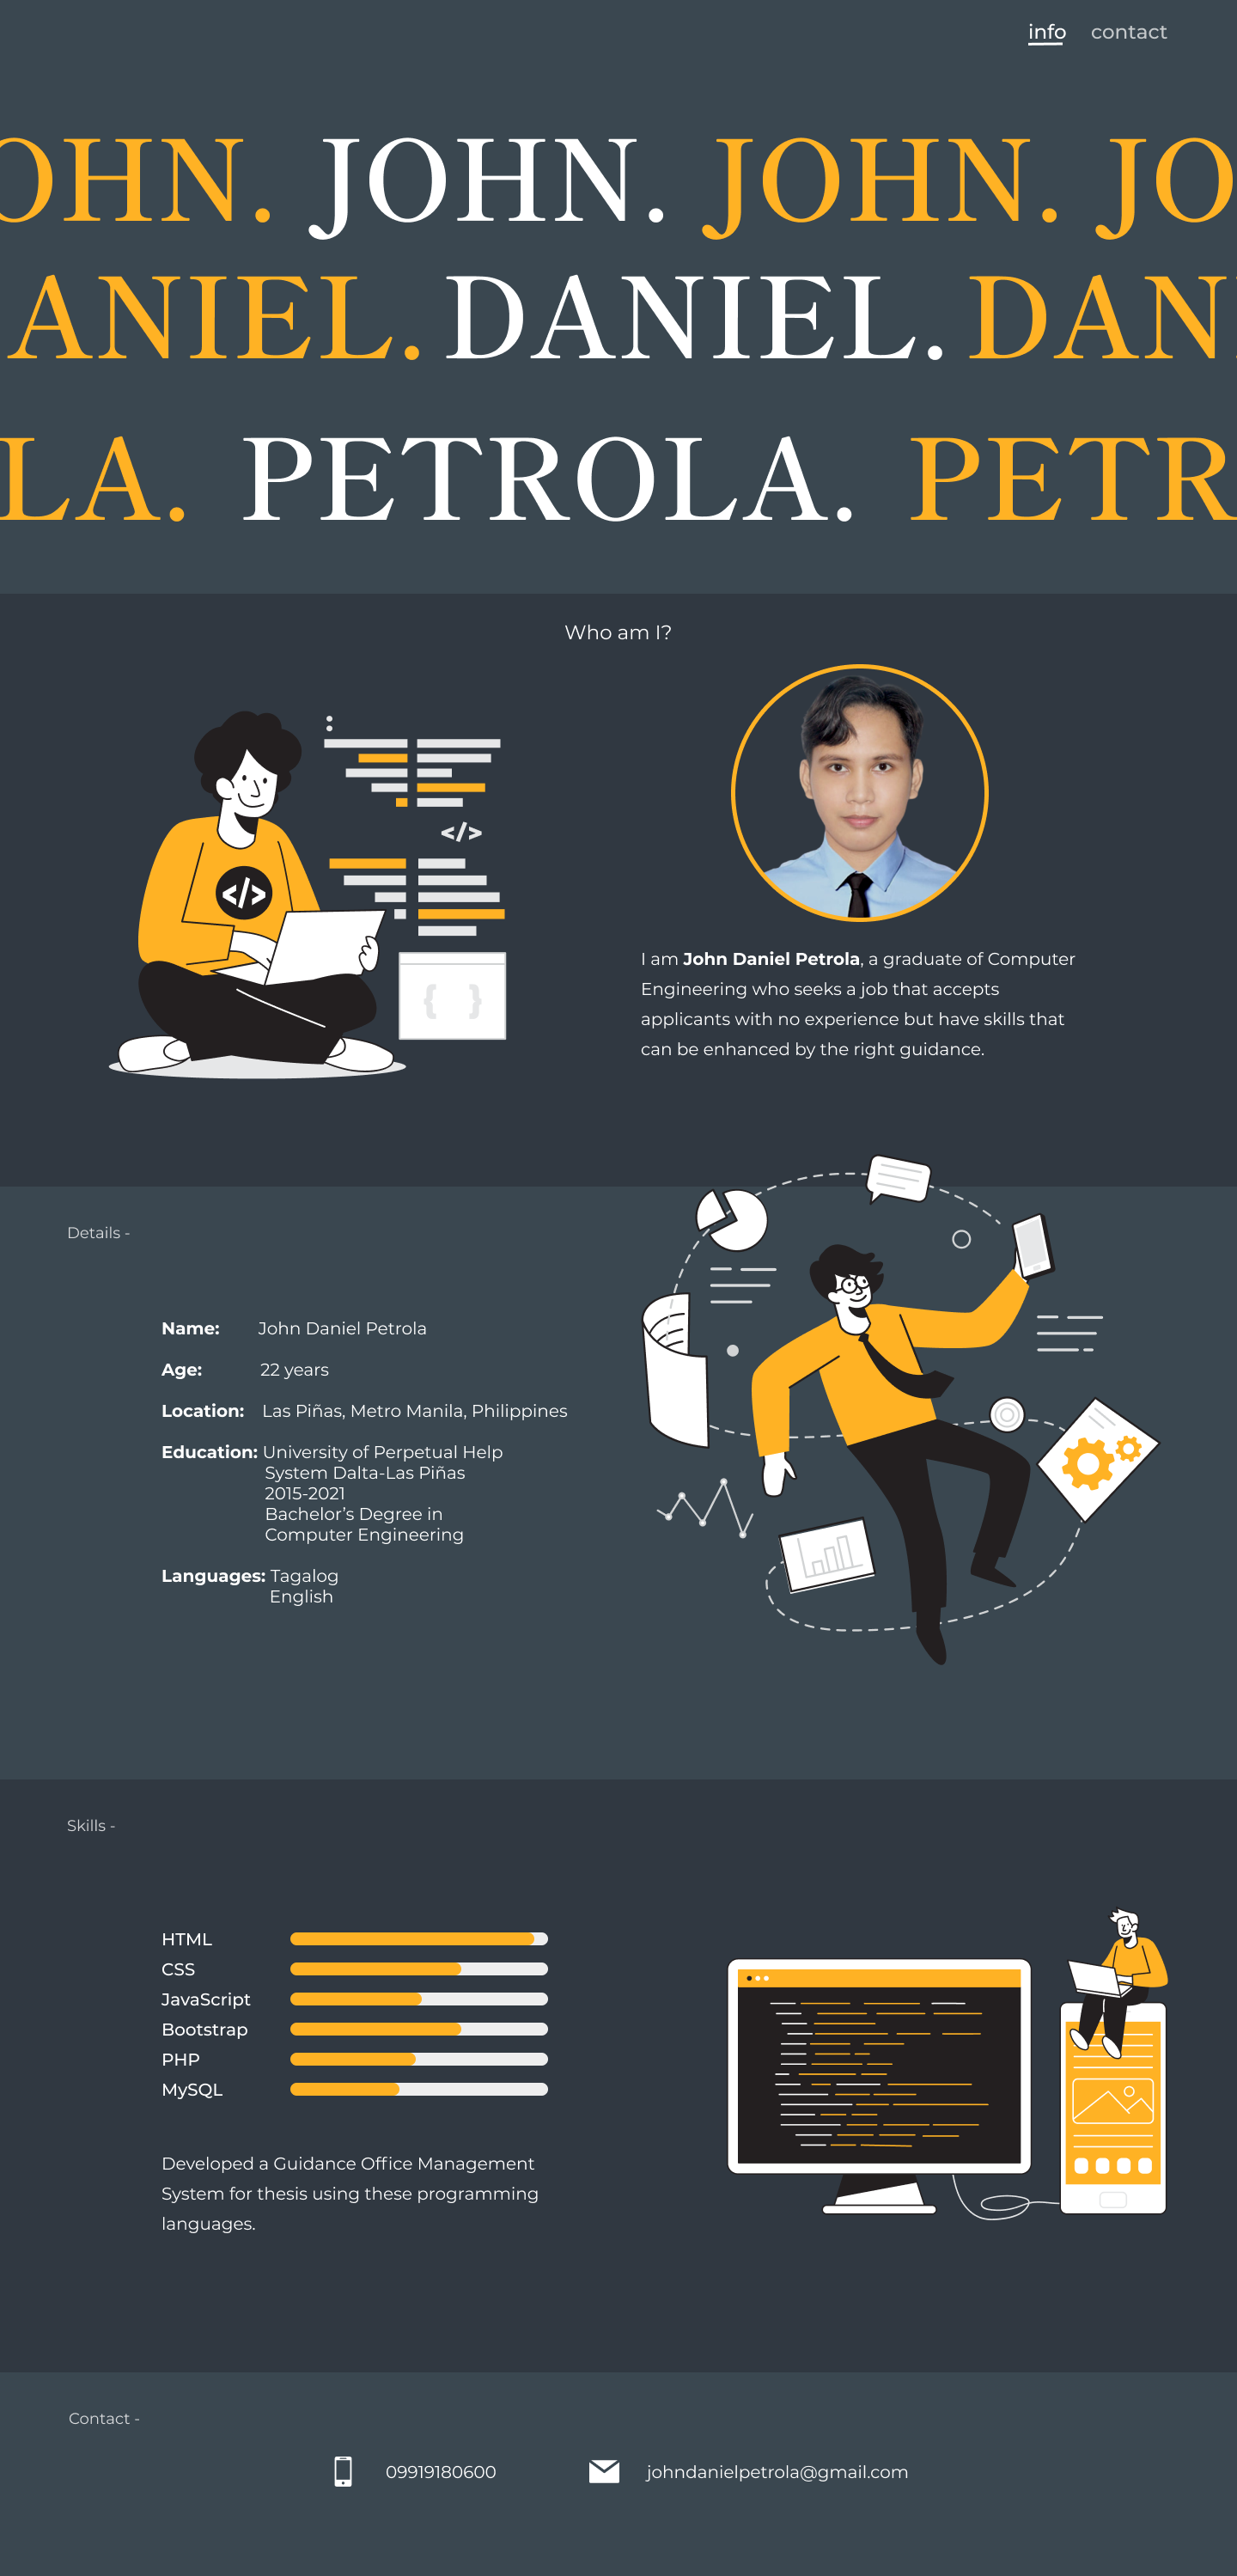 info contact
OHN. JOHN. JOHN. JO
ANIEL. DANIEL. DAN
LA. PETROLA. PETR
Who am I?
</>
</>
{ }
I am John Daniel Petrola, a graduate of Computer
Engineering who seeks a job that accepts
applicants with no experience but have skills that
can be enhanced by the right guidance.
Details -
Name: John Daniel Petrola
Age: 22 years
Location: Las Piñas, Metro Manila, Philippines
Education: University of Perpetual Help
System Dalta-Las Piñas
2015-2021
Bachelor’s Degree in
Computer Engineering
Languages: Tagalog
English
Skills -
HTML
CSS
JavaScript
Bootstrap
PHP
MySQL
Developed a Guidance Office Management
System for thesis using these programming
languages.
Contact -
09919180600 johndanielpetrola@gmail.com